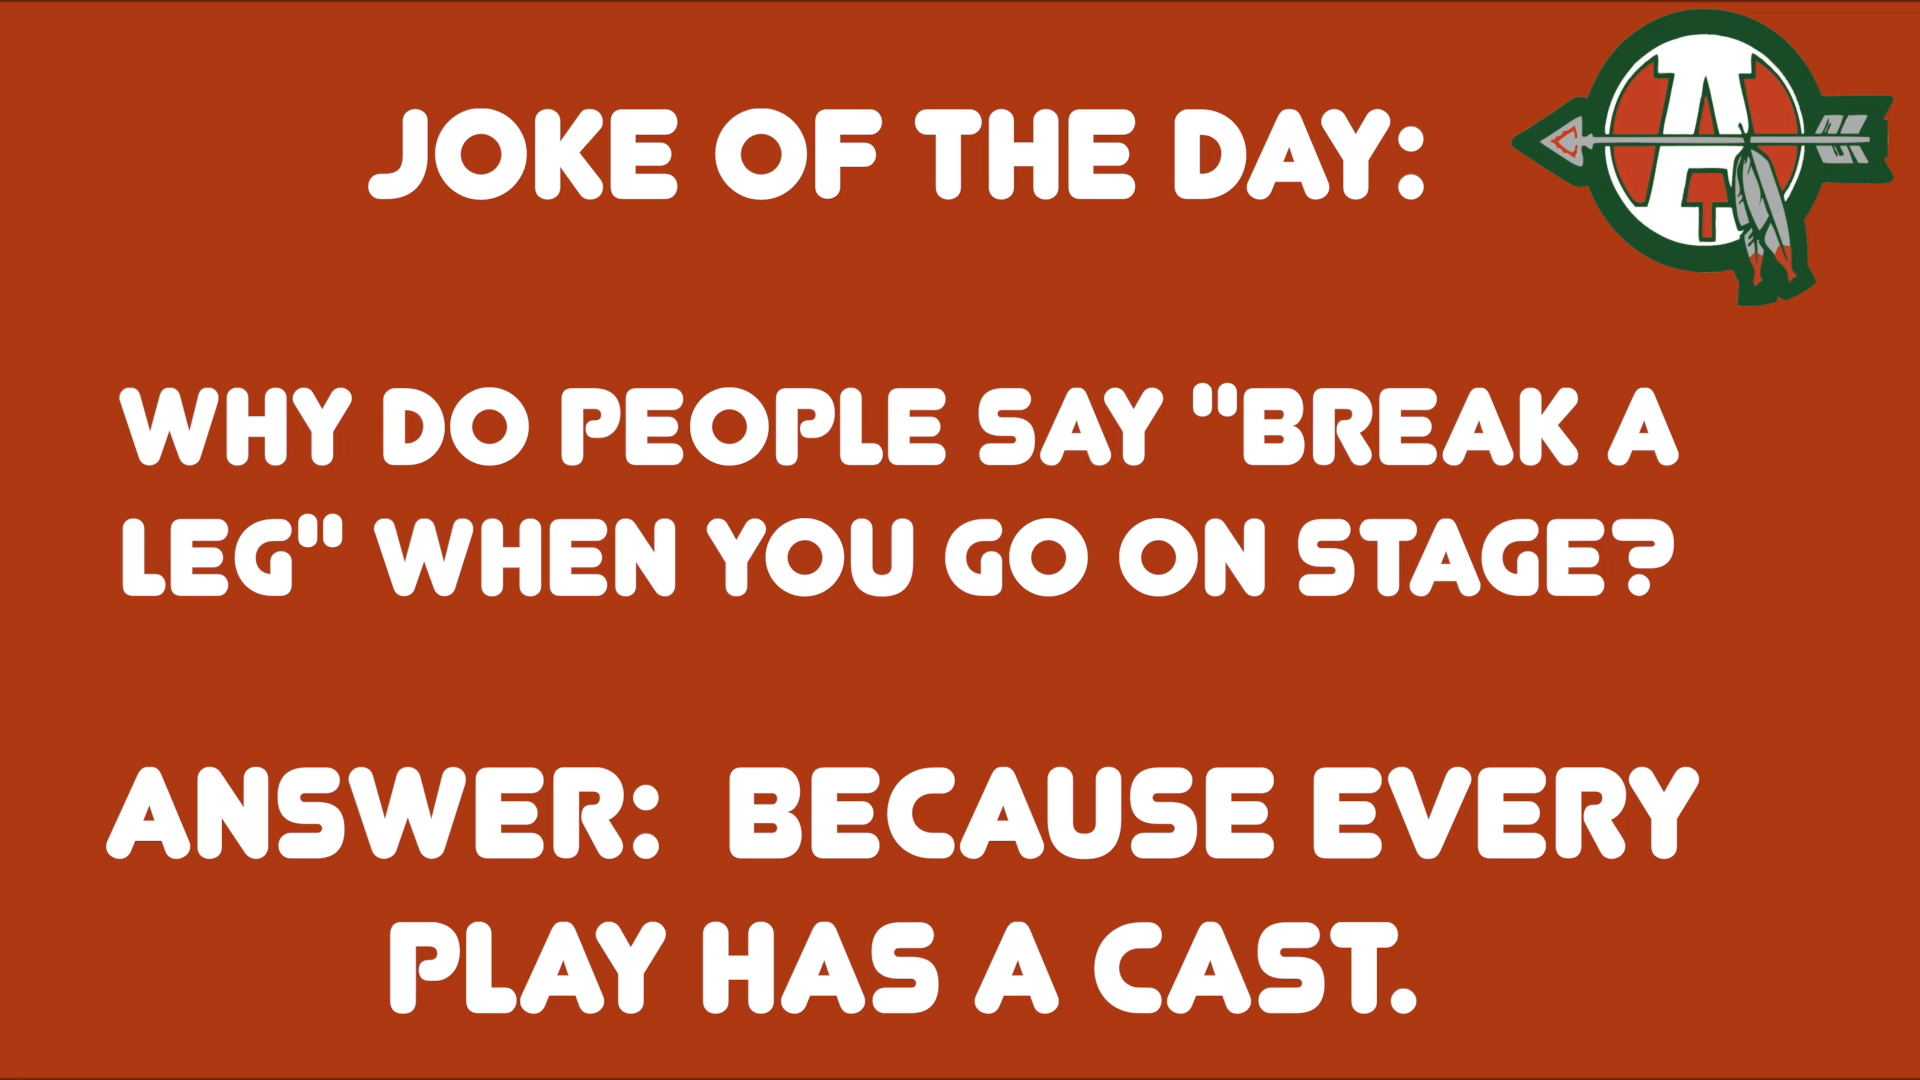 JOKE OF THE DAY:
A
T
WHY DO PEOPLE SAY "BREAK A
LEG" WHEN YOU GO ON STAGE?
ANSWER:  BECAUSE EVERY
PLAY HAS A CAST.